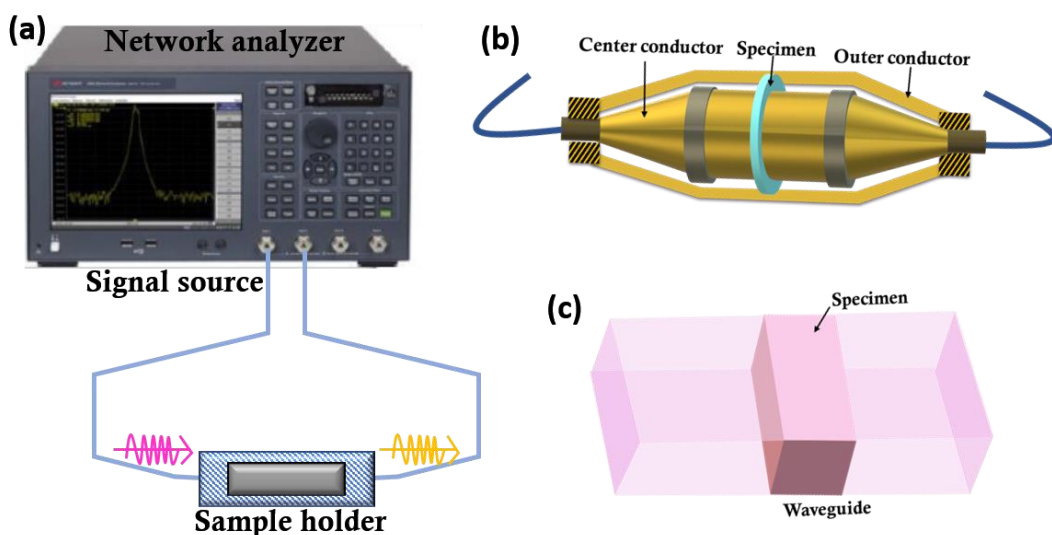 (a)
Network analyzer
Signal source
Sample holder
(b)
Center conductor
Specimen
Outer conductor
(c)
Specimen
Waveguide